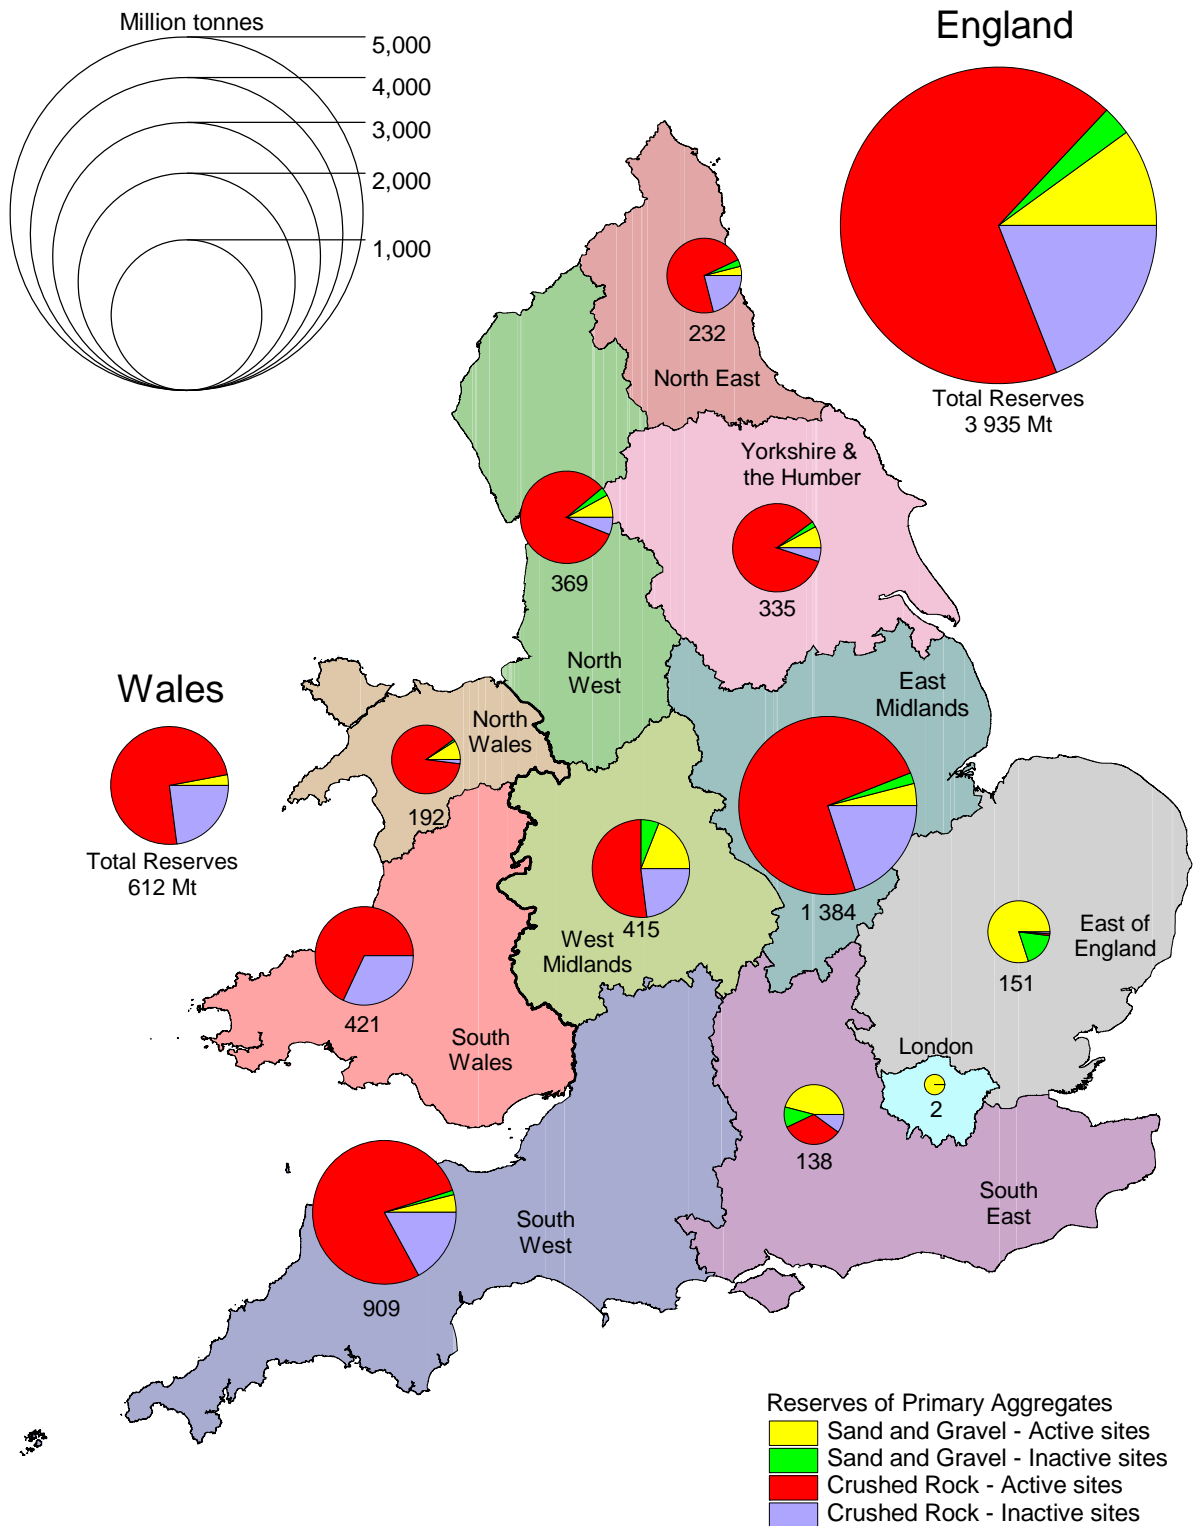 Million tonnes
5,000
4,000
3,000
2,000
1,000
England
Total Reserves
3 935 Mt
232
North East
Yorkshire &
the Humber
369
335
North
West
East
Midlands
Wales
Total Reserves
612 Mt
North
Wales
192
1 384
415
West
Midlands
East of
England
151
421
South
Wales
London
2
138
South
East
South
West
909
Reserves of Primary Aggregates
Sand and Gravel - Active sites
Sand and Gravel - Inactive sites
Crushed Rock - Active sites
Crushed Rock - Inactive sites